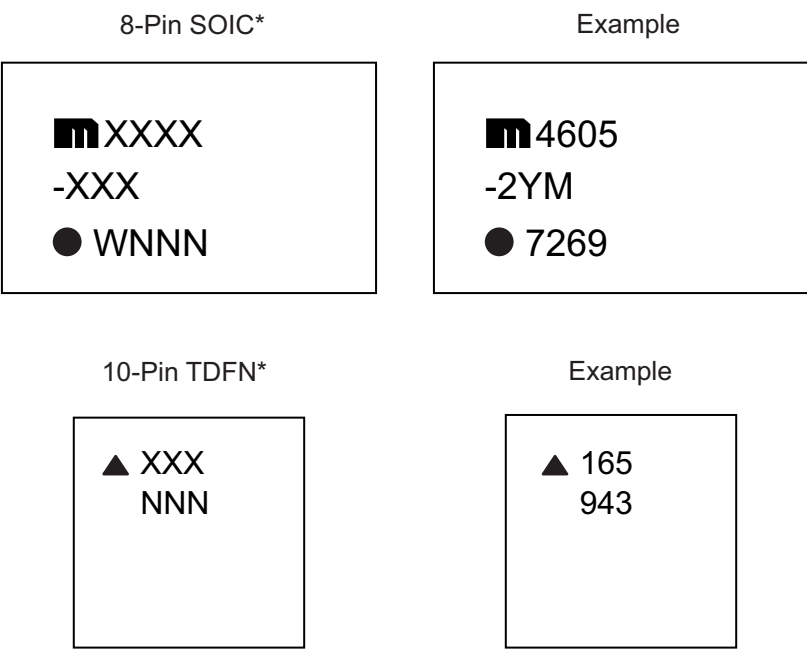 8-Pin SOIC*
Example
XXXX
-XXX
● WNNN
4605
-2YM
● 7269
10-Pin TDFN*
Example
▲ XXX
NNN
▲ 165
943